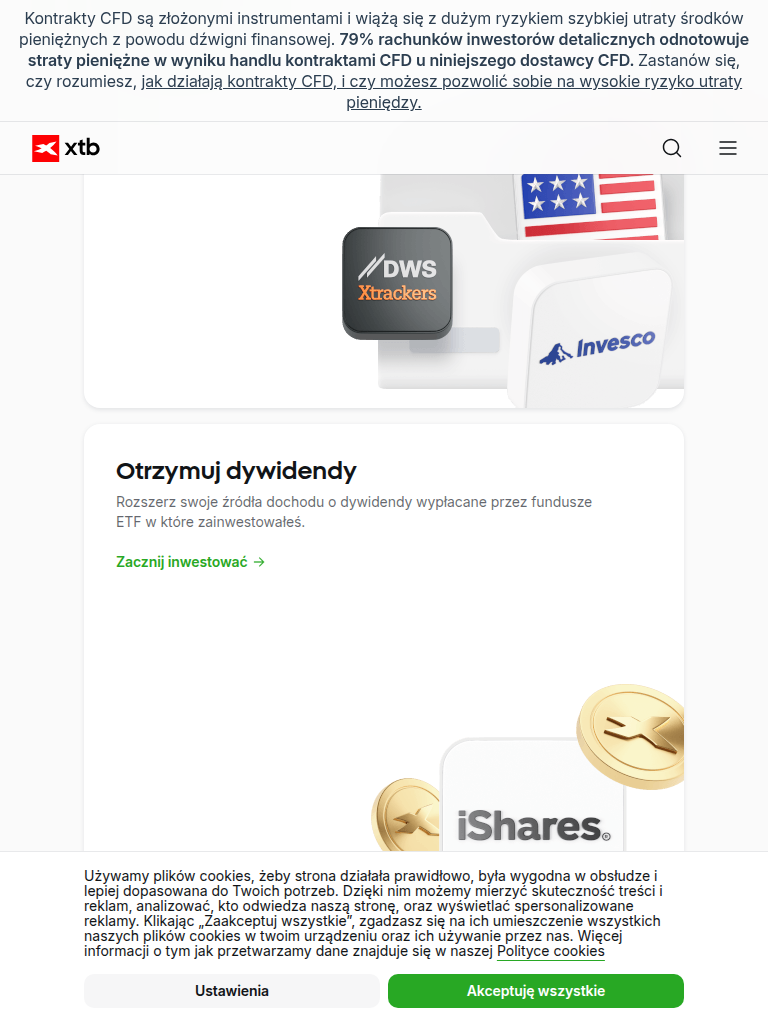 Kontrakty CFD są złożonymi instrumentami i wiążą się z dużym ryzykiem szybkiej utraty środków
pieniężnych z powodu dźwigni finansowej. 79% rachunków inwestorów detalicznych odnotowuje
straty pieniężne w wyniku handlu kontraktami CFD u niniejszego dostawcy CFD. Zastanów się,
czy rozumiesz, jak działają kontrakty CFD, i czy możesz pozwolić sobie na wysokie ryzyko utraty
pieniędzy.
xtb
DWS
Xtrackers
Invesco
Otrzymuj dywidendy
Rozszerz swoje źródła dochodu o dywidendy wypłacane przez fundusze
ETF w które zainwestowałeś.
Zacznij inwestować →
iShares®
Używamy plików cookies, żeby strona działała prawidłowo, była wygodna w obsłudze i
lepiej dopasowana do Twoich potrzeb. Dzięki nim możemy mierzyć skuteczność treści i
reklam, analizować, kto odwiedza naszą stronę, oraz wyświetlać spersonalizowane
reklamy. Klikając „Zaakceptuj wszystkie”, zgadzasz się na ich umieszczenie wszystkich
naszych plików cookies w twoim urządzeniu oraz ich używanie przez nas. Więcej
informacji o tym jak przetwarzamy dane znajduje się w naszej Polityce cookies
Ustawienia
Akceptuję wszystkie